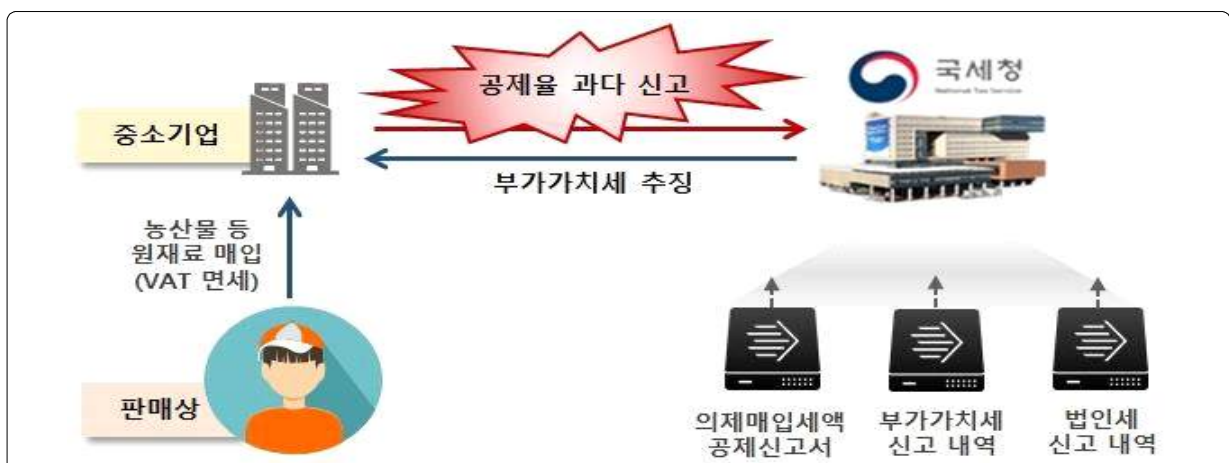 공제율 과다 신고
국세청
National Tax Service
중소기업
부가가치세 추징
농산물 등
원재료 매입
(VAT 면세)
판매상
의제매입세액
공제신고서
부가가치세
신고 내역
법인세
신고 내역